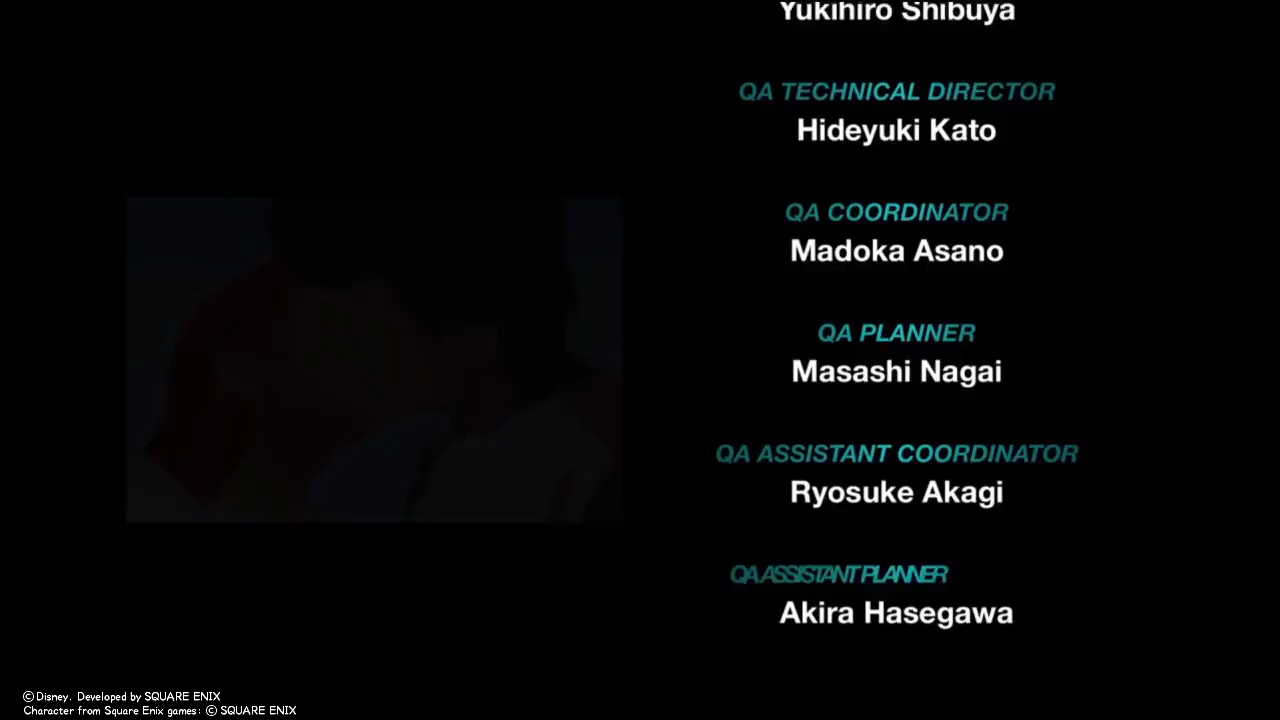 Yukihiro Shibuya
QA TECHNICAL DIRECTOR
Hideyuki Kato
QA COORDINATOR
Madoka Asano
QA PLANNER
Masashi Nagai
QA ASSISTANT COORDINATOR
Ryosuke Akagi
QA ASSISTANT PLANNER
Akira Hasegawa
© Disney. Developed by SQUARE ENIX
Character from Square Enix games: © SQUARE ENIX